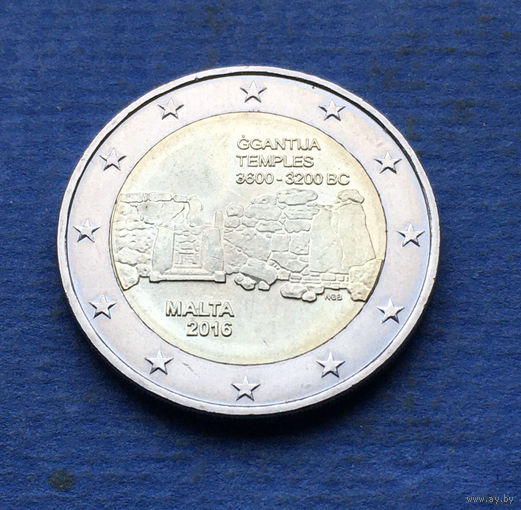 ĠGANTIJA
TEMPLES
3600 - 3200 BC
MALTA
2016
NGB
www.ay.by